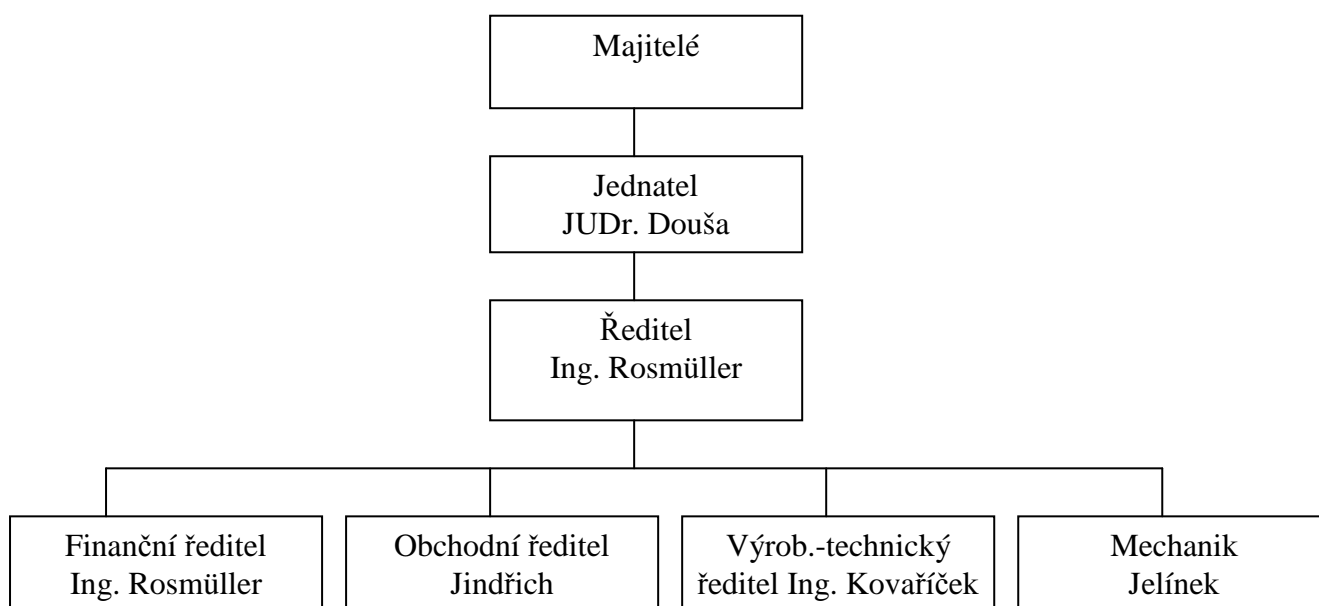 Majitelé
Jednatel
JUDr. Douša
Ředitel
Ing. Rosmüller
Finanční ředitel
Ing. Rosmüller
Obchodní ředitel
Jindřich
Výrob.-technický
ředitel Ing. Kovaříček
Mechanik
Jelínek